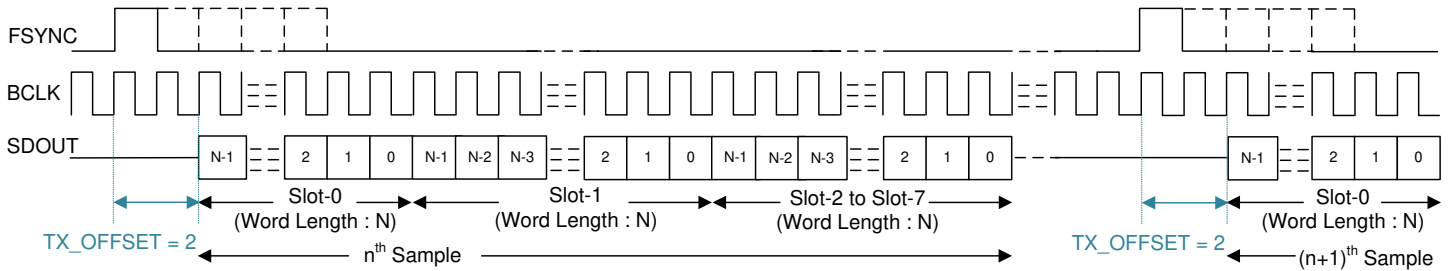 FSYNC
BCLK
SDOUT
N-1 2 1 0 N-1 N-2 N-3 2 1 0 N-1 N-2 N-3 2 1 0 N-1 2 1 0
Slot-0
(Word Length : N)
Slot-1
(Word Length : N)
Slot-2 to Slot-7
(Word Length : N)
Slot-0
(Word Length : N)
TX_OFFSET = 2
nth Sample
TX_OFFSET = 2
(n+1)th Sample